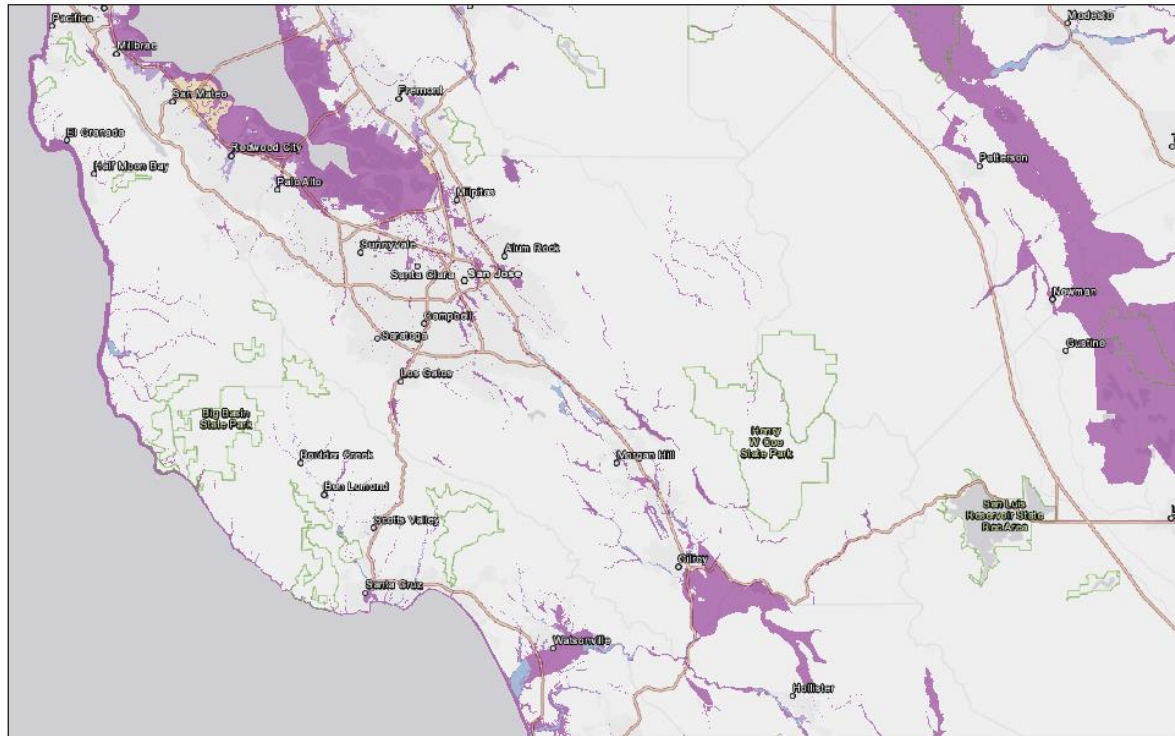 Pacifica
Modesto
Millbrae
Fremont
San Mateo
El Granada
Redwood City
Half Moon Bay
Patterson
Palo Alto
Milpitas
Sunnyvale
Alum Rock
Santa Clara
San Jose
Newman
Campbell
Saratoga
Gustine
Los Gatos
Big Basin
State Park
Henry
W Coe
State Park
Boulder Creek
Morgan Hill
Ben Lomond
San Luis
Reservoir State
Rec Area
Scotts Valley
Gilroy
Santa Cruz
Watsonville
Hollister